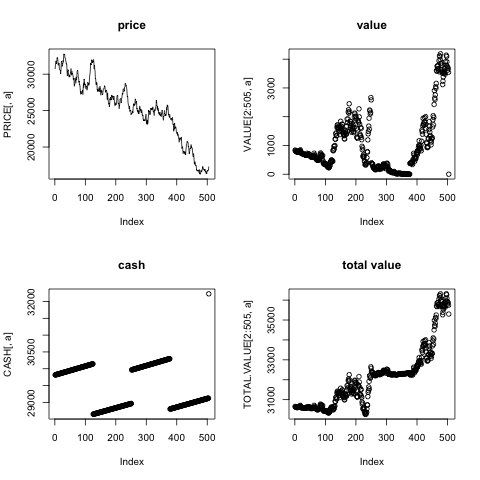 price
value
PRICE[, a]
20000 25000 30000
0 100 200 300 400 500
Index
VALUE[2:505, a]
0 1000 3000
0 100 200 300 400 500
Index
cash
total value
CASH[, a]
29000 30500 32000
0 100 200 300 400 500
Index
TOTAL.VALUE[2:505, a]
31000 33000 35000
0 100 200 300 400 500
Index